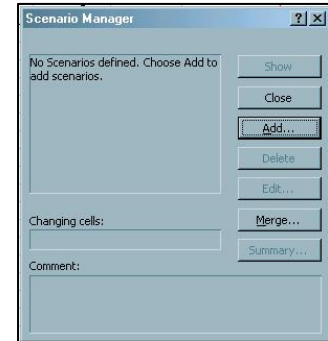 Scenario Manager
No Scenarios defined. Choose Add to
add scenarios.
Show
Close
Add...
Delete
Edit...
Changing cells:
Merge...
Summary...
Comment: